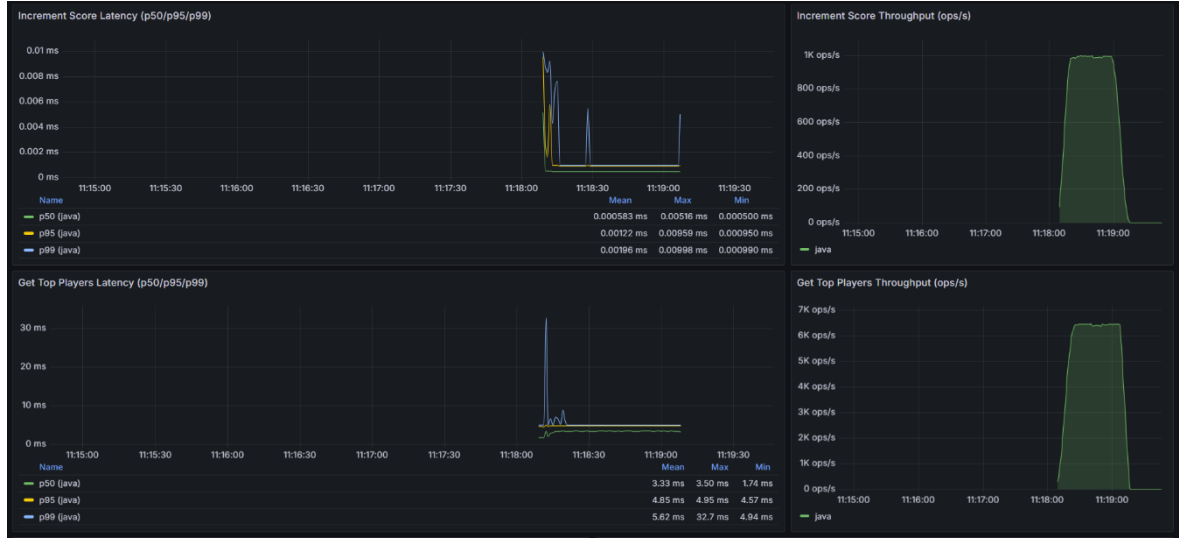 Increment Score Latency (p50/p95/p99)
0.01 ms
0.008 ms
0.006 ms
0.004 ms
0.002 ms
0 ms
11:15:00 11:15:30 11:16:00 11:16:30 11:17:00 11:17:30 11:18:00 11:18:30 11:19:00 11:19:30
Name Mean Max Min
p50 (java) 0.000583 ms 0.00516 ms 0.000500 ms
p95 (java) 0.00122 ms 0.00959 ms 0.000950 ms
p99 (java) 0.00196 ms 0.00998 ms 0.000990 ms
Increment Score Throughput (ops/s)
1K ops/s
800 ops/s
600 ops/s
400 ops/s
200 ops/s
0 ops/s
11:15:00 11:16:00 11:17:00 11:18:00 11:19:00
java
Get Top Players Latency (p50/p95/p99)
30 ms
20 ms
10 ms
0 ms
11:15:00 11:15:30 11:16:00 11:16:30 11:17:00 11:17:30 11:18:00 11:18:30 11:19:00 11:19:30
Name Mean Max Min
p50 (java) 3.33 ms 3.50 ms 1.74 ms
p95 (java) 4.85 ms 4.95 ms 4.57 ms
p99 (java) 5.62 ms 32.7 ms 4.94 ms
Get Top Players Throughput (ops/s)
7K ops/s
6K ops/s
5K ops/s
4K ops/s
3K ops/s
2K ops/s
1K ops/s
0 ops/s
11:15:00 11:16:00 11:17:00 11:18:00 11:19:00
java